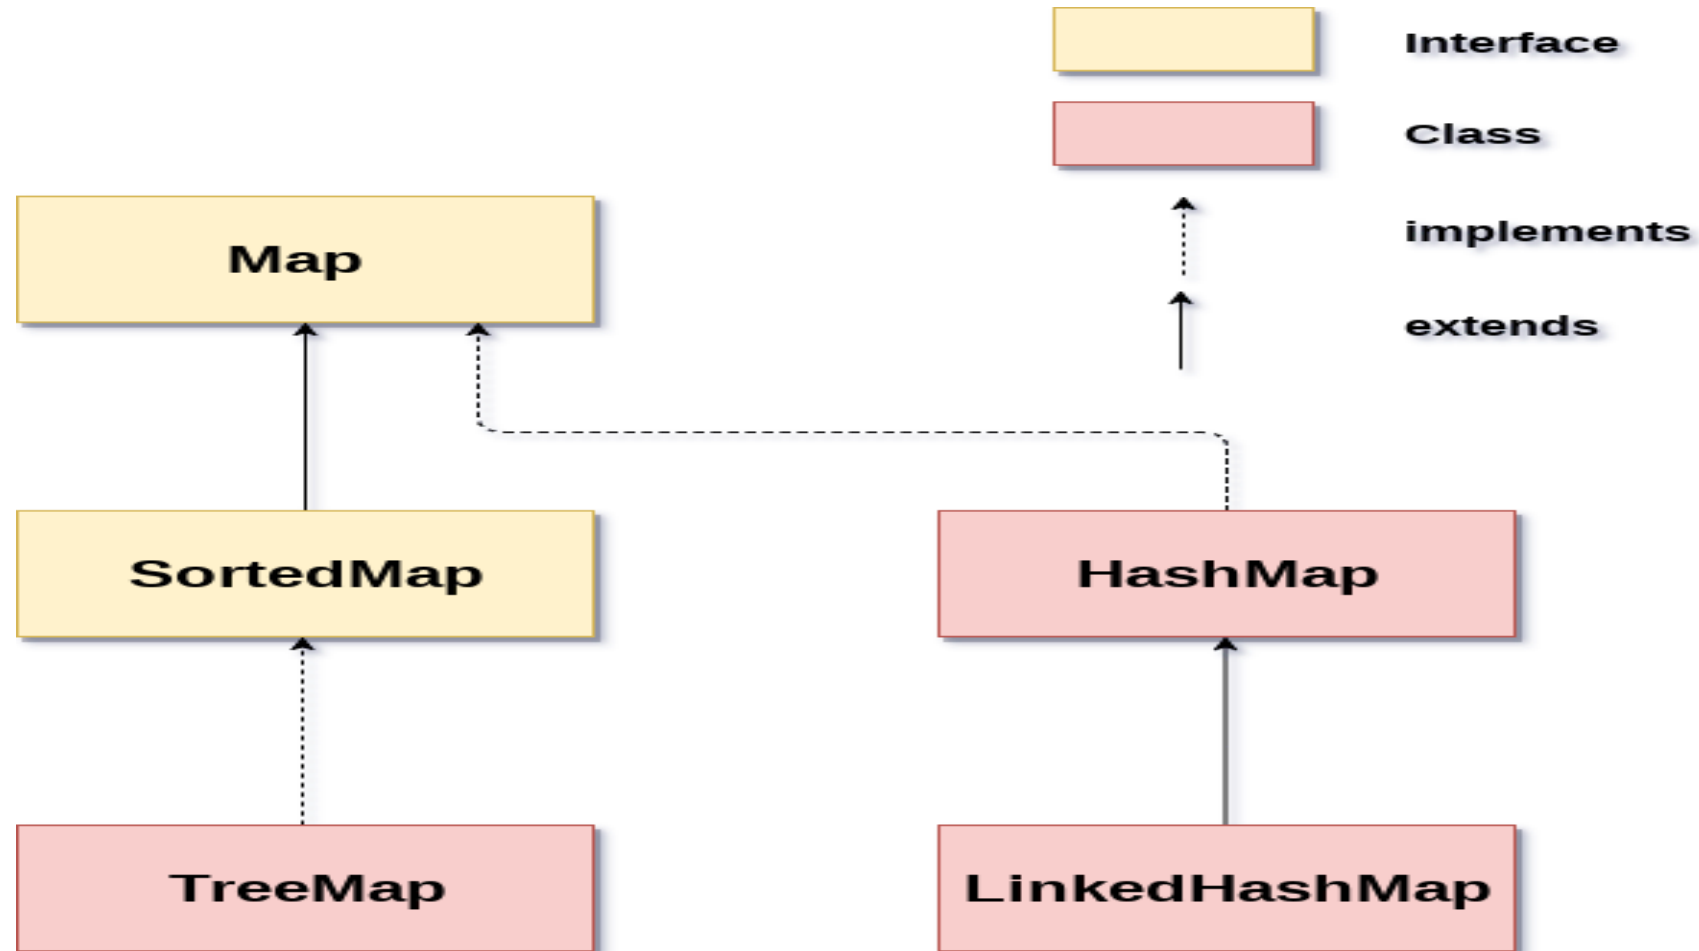 Interface
Class
implements
extends
Map
SortedMap
HashMap
TreeMap
LinkedHashMap